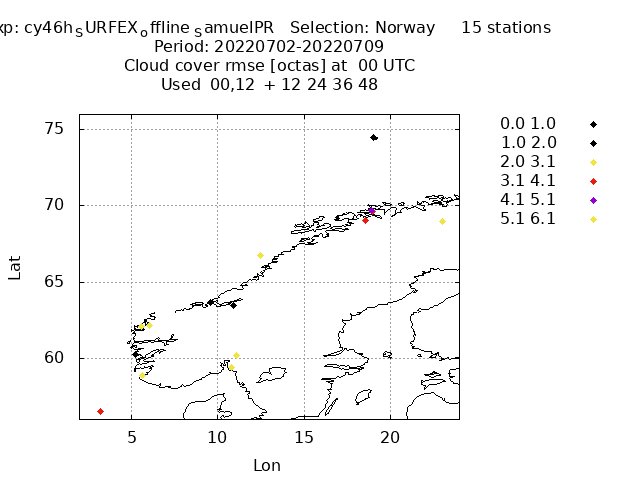 xp: cy46hSURFEXoffline SamuelPR Selection: Norway 15 stations
Period: 20220702-20220709
Cloud cover rmse [octas] at 00 UTC
Used 00,12 + 12 24 36 48
75
70
65
60
Lat
5 10 15 20
Lon
0.0 1.0
1.0 2.0
2.0 3.1
3.1 4.1
4.1 5.1
5.1 6.1